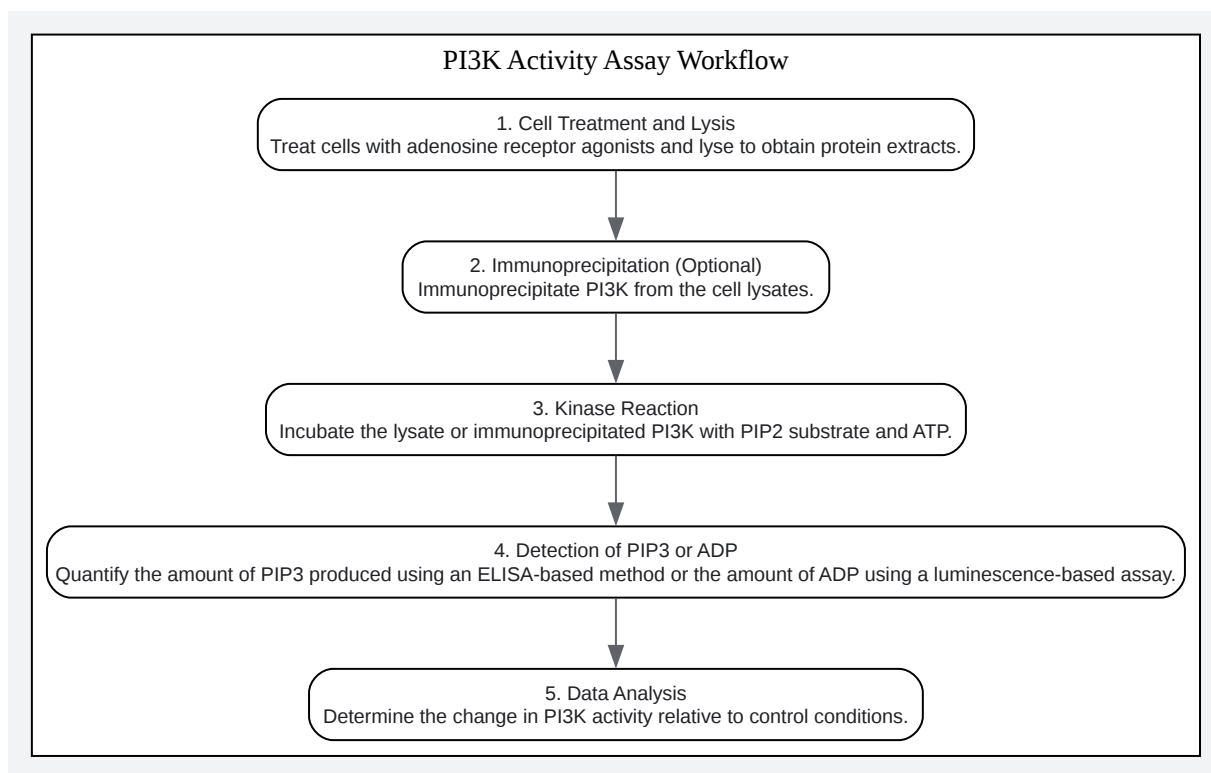 PI3K Activity Assay Workflow
1. Cell Treatment and Lysis
Treat cells with adenosine receptor agonists and lyse to obtain protein extracts.
2. Immunoprecipitation (Optional)
Immunoprecipitate PI3K from the cell lysates.
3. Kinase Reaction
Incubate the lysate or immunoprecipitated PI3K with PIP2 substrate and ATP.
4. Detection of PIP3 or ADP
Quantify the amount of PIP3 produced using an ELISA-based method or the amount of ADP using a luminescence-based assay.
5. Data Analysis
Determine the change in PI3K activity relative to control conditions.